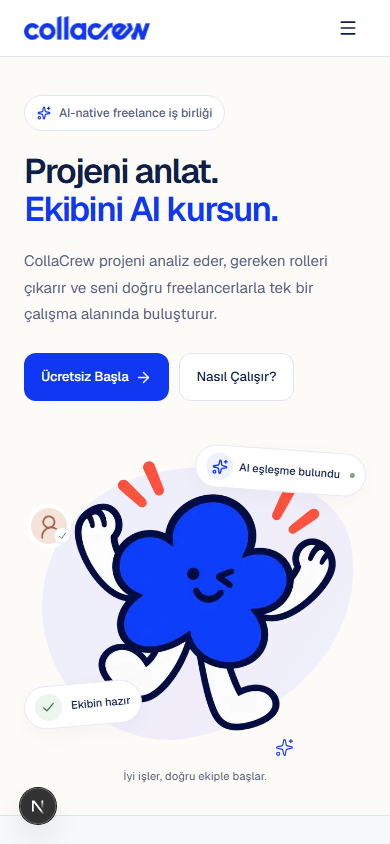 collacrew
AI-native freelance iş birliği
Projeni anlat.
Ekibini AI kursun.
CollaCrew projeni analiz eder, gereken rolleri
çıkarır ve seni doğru freelancerlarla tek bir
çalışma alanında buluşturur.
Ücretsiz Başla
Nasıl Çalışır?
AI eşleşme bulundu
Ekibin hazır
İyi işler, doğru ekiple başlar.
N